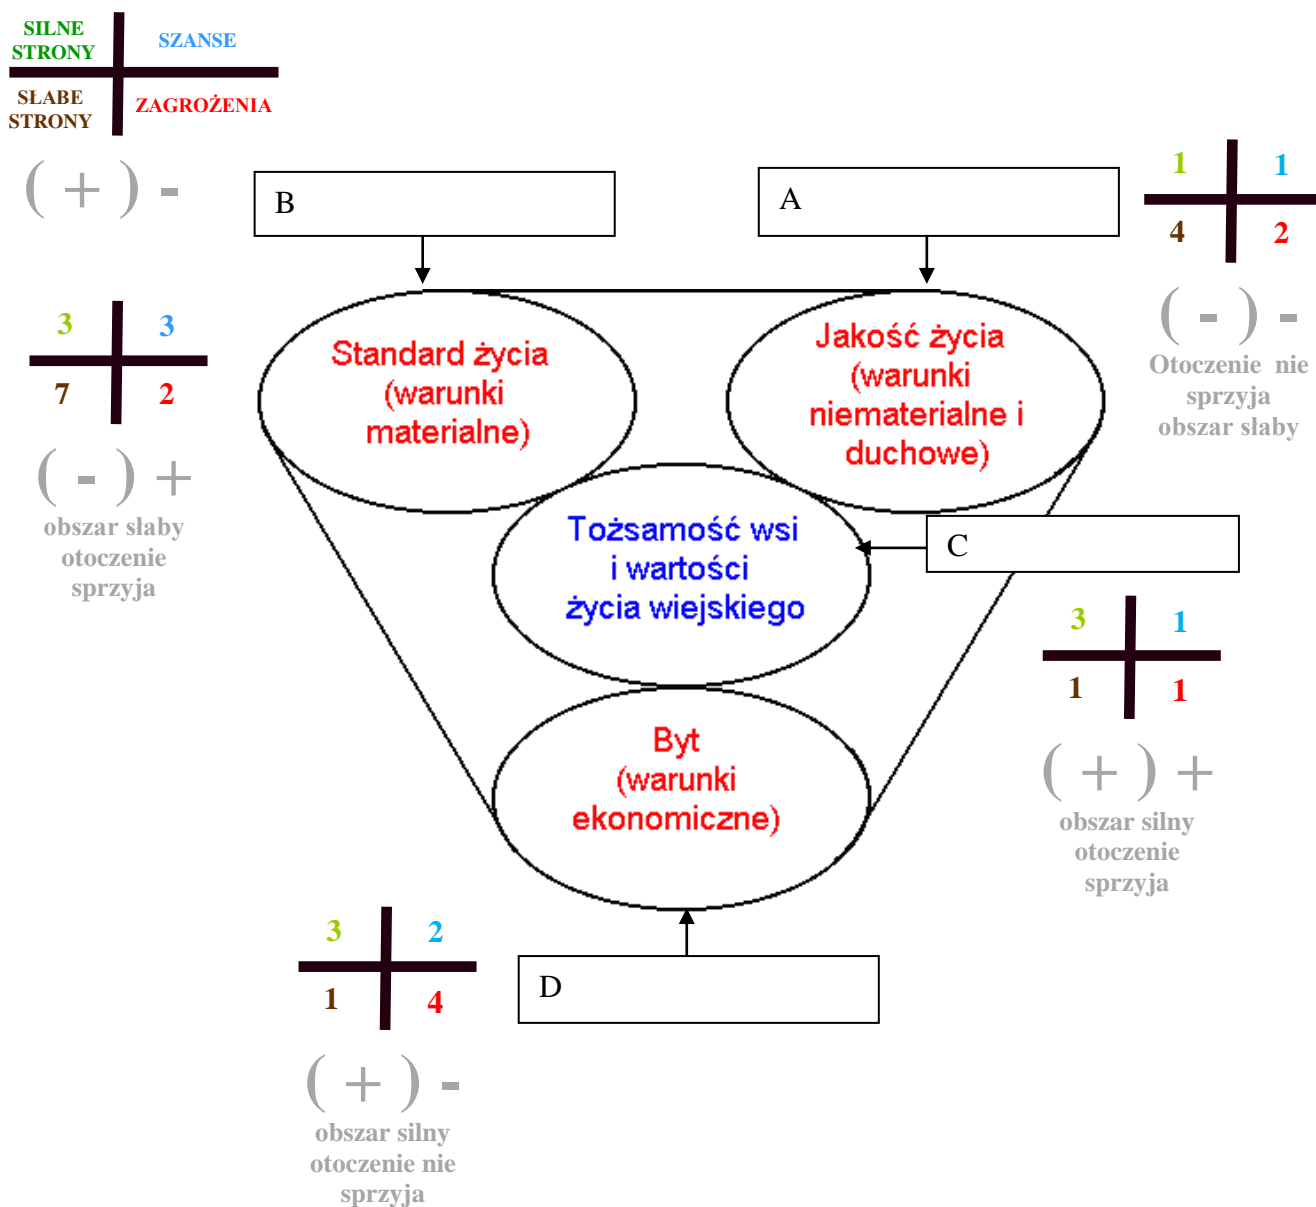 SILNE
STRONY
SZANSE
SŁABE
STRONY
ZAGROŻENIA
( + ) -
B
A
1
1
4
2
( - ) -
Otoczenie nie
sprzyja
obszar słaby
3
3
7
2
( - ) +
obszar słaby
otoczenie
sprzyja
Standard życia
(warunki
materialne)
Jakość życia
(warunki
niematerialne i
duchowe)
Tożsamość wsi
i wartości
życia wiejskiego
C
3
1
1
1
( + ) +
obszar silny
otoczenie
sprzyja
Byt
(warunki
ekonomiczne)
3
2
1
4
( + ) -
obszar silny
otoczenie nie
sprzyja
D